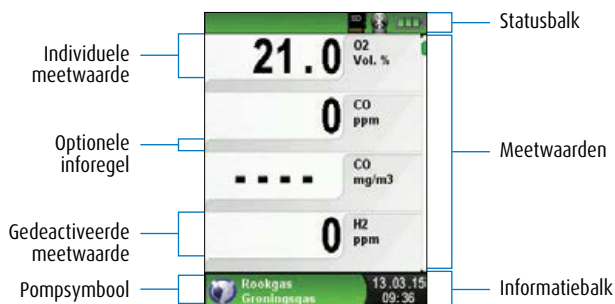 Statusbalk
SD
Individuele
meetwaarde
21.0 O2
Vol. %
0 CO
ppm
Optionele
inforegel
Meetwaarden
---- CO
mg/m3
Gedeactiveerde
meetwaarde
0 H2
ppm
Pompsymbool
Rookgas 13.03.15
Groningsgas 09:36
Informatiebalk